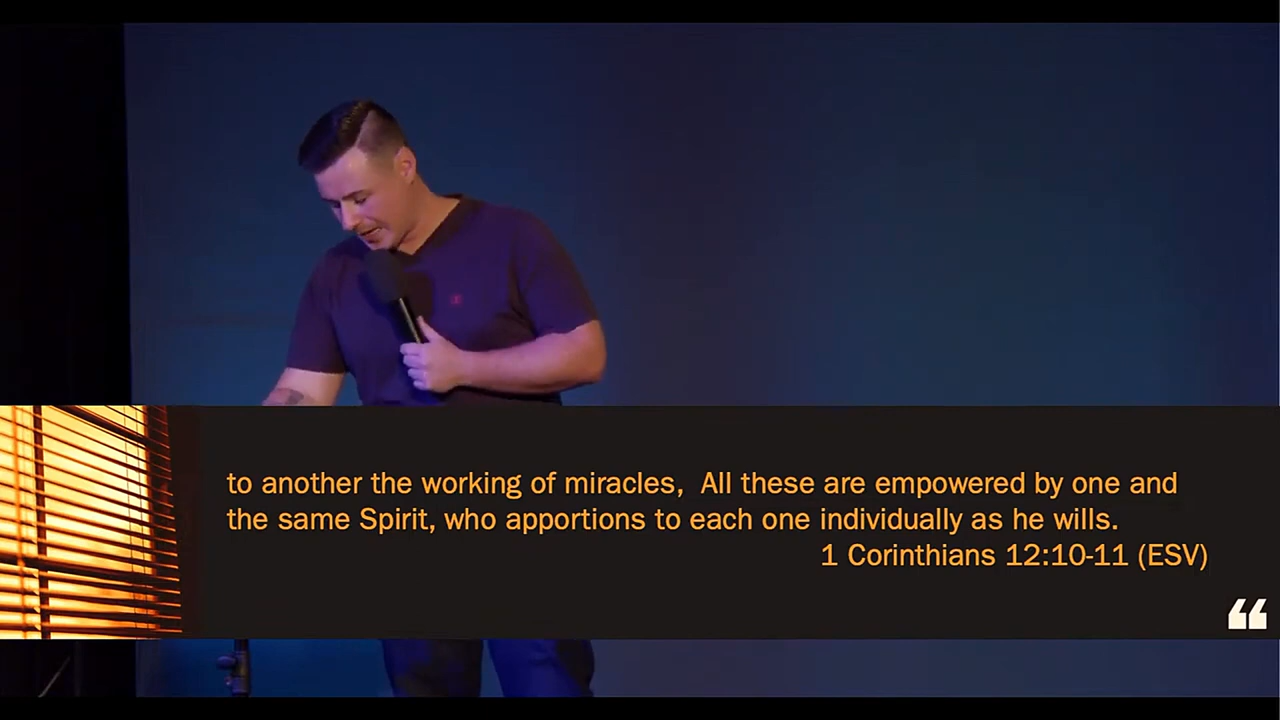 to another the working of miracles,  All these are empowered by one and
the same Spirit, who apportions to each one individually as he wills.
1 Corinthians 12:10-11 (ESV)
“